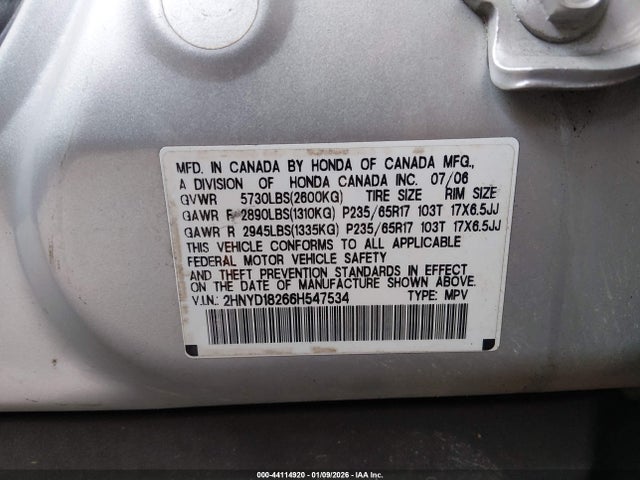 MFD. IN CANADA BY HONDA OF CANADA MFG.,
A DIVISION OF HONDA CANADA INC. 07/06
GVWR 5730LBS(2600KG) TIRE SIZE RIM SIZE
GAWR F 2890LBS(1310KG) P235/65R17 103T 17X6.5JJ
GAWR R 2945LBS(1335KG) P235/65R17 103T 17X6.5JJ
THIS VEHICLE CONFORMS TO ALL APPLICABLE
FEDERAL MOTOR VEHICLE SAFETY
AND THEFT PREVENTION STANDARDS IN EFFECT
ON THE DATE OF MANUFACTURE SHOWN ABOVE.
V.I.N.: 2HNYD18266H547534 TYPE: MPV
000-44114920 - 01/09/2026 - IAA Inc.